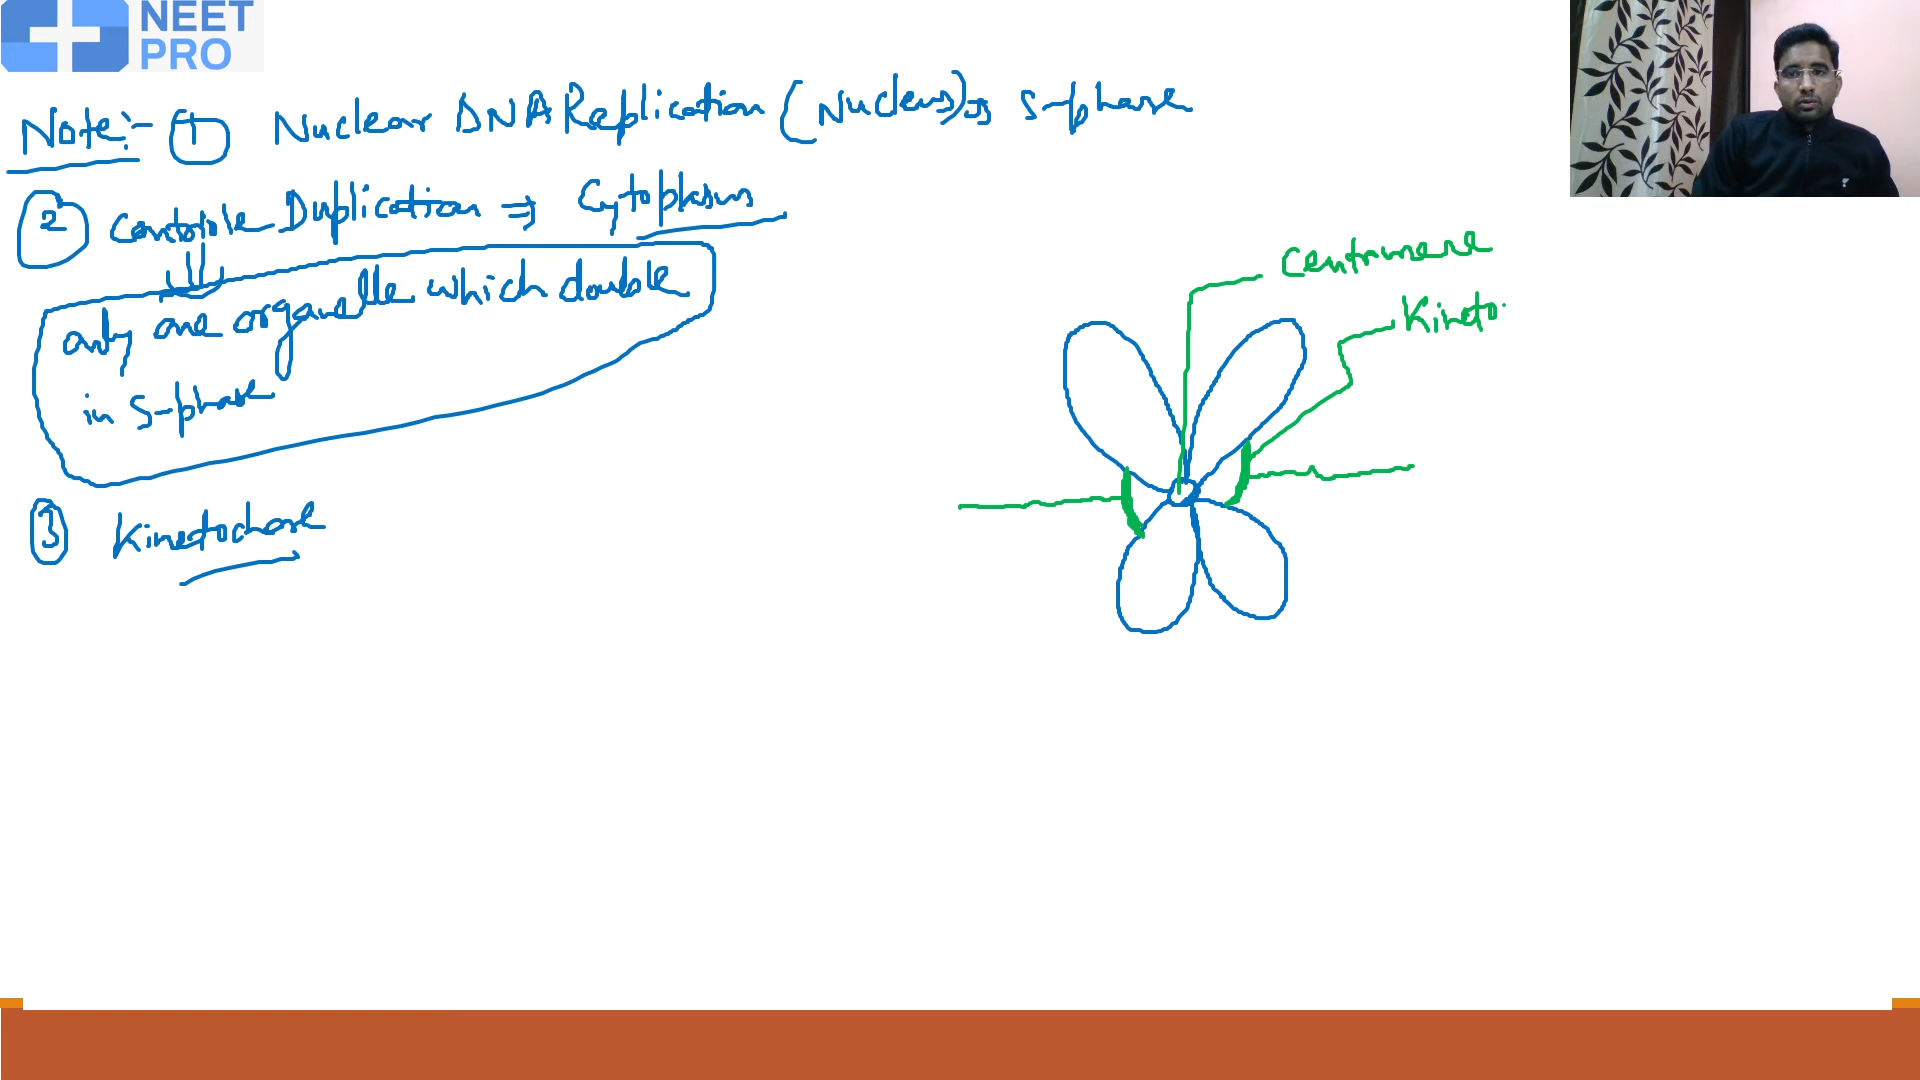 NEET
PRO
Note:- ① Nuclear DNA Replication (Nucleus) ⇒ S-phase
② Centriole Duplication ⇒ Cytoplasm
only one organelle which double
in S-phase
③ Kinetochore
Centromere
Kineto